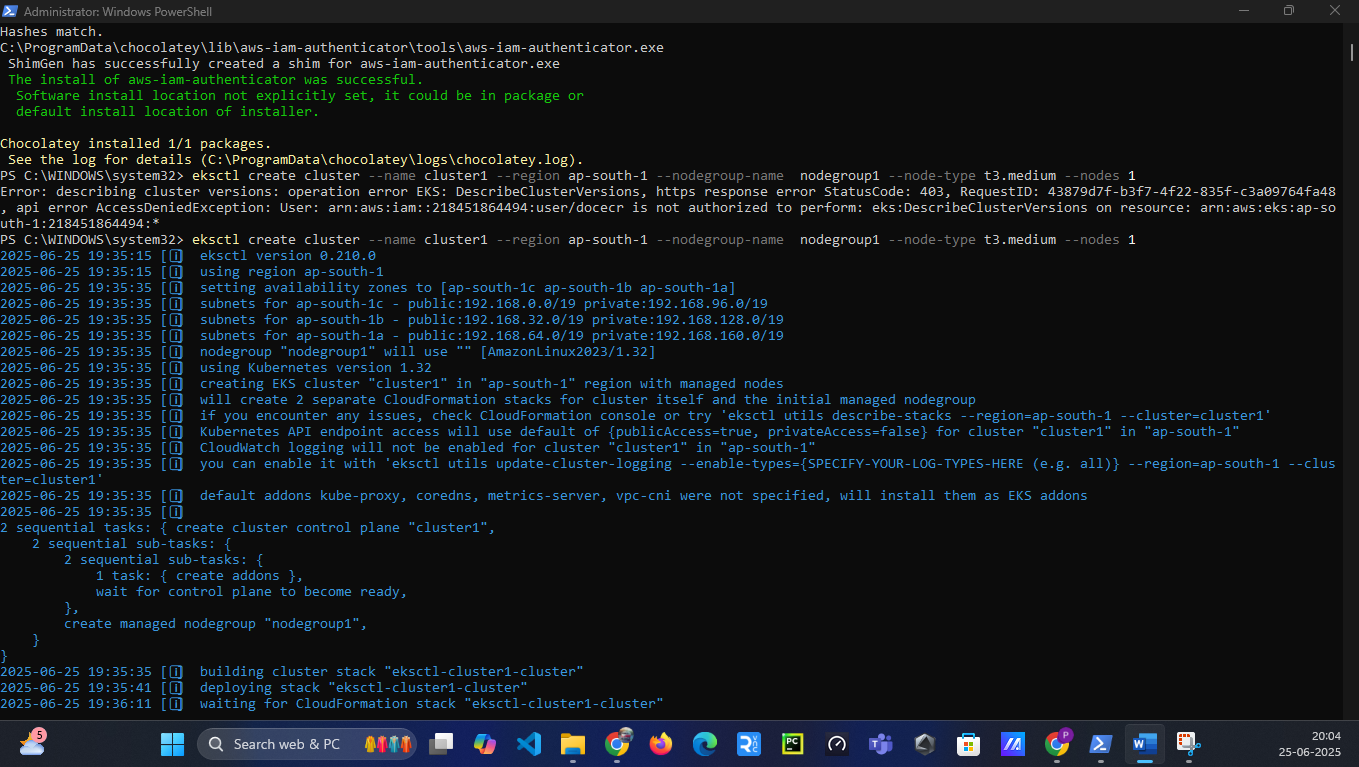 Administrator: Windows PowerShell
Hashes match.
C:\ProgramData\chocolatey\lib\aws-iam-authenticator\tools\aws-iam-authenticator.exe
 ShimGen has successfully created a shim for aws-iam-authenticator.exe
 The install of aws-iam-authenticator was successful.
  Software install location not explicitly set, it could be in package or
  default install location of installer.

Chocolatey installed 1/1 packages.
 See the log for details (C:\ProgramData\chocolatey\logs\chocolatey.log).
PS C:\WINDOWS\system32> eksctl create cluster --name cluster1 --region ap-south-1 --nodegroup-name  nodegroup1 --node-type t3.medium --nodes 1
Error: describing cluster versions: operation error EKS: DescribeClusterVersions, https response error StatusCode: 403, RequestID: 43879d7f-b3f7-4f22-835f-c3a09764fa48
, api error AccessDeniedException: User: arn:aws:iam::218451864494:user/docecr is not authorized to perform: eks:DescribeClusterVersions on resource: arn:aws:eks:ap-so
uth-1:218451864494:*
PS C:\WINDOWS\system32> eksctl create cluster --name cluster1 --region ap-south-1 --nodegroup-name  nodegroup1 --node-type t3.medium --nodes 1
2025-06-25 19:35:15 [ℹ]  eksctl version 0.210.0
2025-06-25 19:35:15 [ℹ]  using region ap-south-1
2025-06-25 19:35:35 [ℹ]  setting availability zones to [ap-south-1c ap-south-1b ap-south-1a]
2025-06-25 19:35:35 [ℹ]  subnets for ap-south-1c - public:192.168.0.0/19 private:192.168.96.0/19
2025-06-25 19:35:35 [ℹ]  subnets for ap-south-1b - public:192.168.32.0/19 private:192.168.128.0/19
2025-06-25 19:35:35 [ℹ]  subnets for ap-south-1a - public:192.168.64.0/19 private:192.168.160.0/19
2025-06-25 19:35:35 [ℹ]  nodegroup "nodegroup1" will use "" [AmazonLinux2023/1.32]
2025-06-25 19:35:35 [ℹ]  using Kubernetes version 1.32
2025-06-25 19:35:35 [ℹ]  creating EKS cluster "cluster1" in "ap-south-1" region with managed nodes
2025-06-25 19:35:35 [ℹ]  will create 2 separate CloudFormation stacks for cluster itself and the initial managed nodegroup
2025-06-25 19:35:35 [ℹ]  if you encounter any issues, check CloudFormation console or try 'eksctl utils describe-stacks --region=ap-south-1 --cluster=cluster1'
2025-06-25 19:35:35 [ℹ]  Kubernetes API endpoint access will use default of {publicAccess=true, privateAccess=false} for cluster "cluster1" in "ap-south-1"
2025-06-25 19:35:35 [ℹ]  CloudWatch logging will not be enabled for cluster "cluster1" in "ap-south-1"
2025-06-25 19:35:35 [ℹ]  you can enable it with 'eksctl utils update-cluster-logging --enable-types={SPECIFY-YOUR-LOG-TYPES-HERE (e.g. all)} --region=ap-south-1 --clus
ter=cluster1'
2025-06-25 19:35:35 [ℹ]  default addons kube-proxy, coredns, metrics-server, vpc-cni were not specified, will install them as EKS addons
2025-06-25 19:35:35 [ℹ]
2 sequential tasks: { create cluster control plane "cluster1",
    2 sequential sub-tasks: {
        2 sequential sub-tasks: {
            1 task: { create addons },
            wait for control plane to become ready,
        },
        create managed nodegroup "nodegroup1",
    }
}
2025-06-25 19:35:35 [ℹ]  building cluster stack "eksctl-cluster1-cluster"
2025-06-25 19:35:41 [ℹ]  deploying stack "eksctl-cluster1-cluster"
2025-06-25 19:36:11 [ℹ]  waiting for CloudFormation stack "eksctl-cluster1-cluster"
5
Search web & PC
PC
P
20:04
25-06-2025